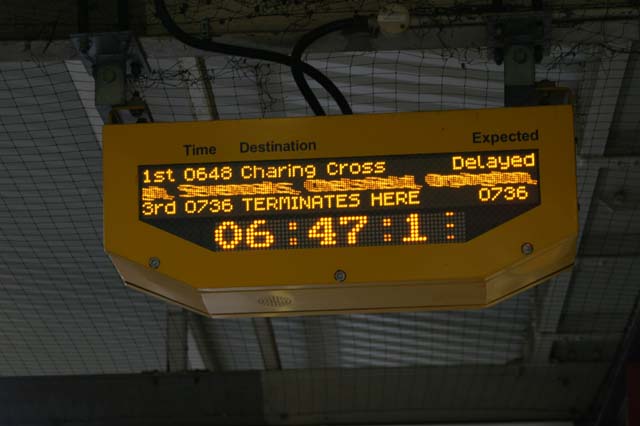 Time Destination Expected
1st 0648 Charing Cross Delayed
3rd 0736 TERMINATES HERE 0736
06:47:1